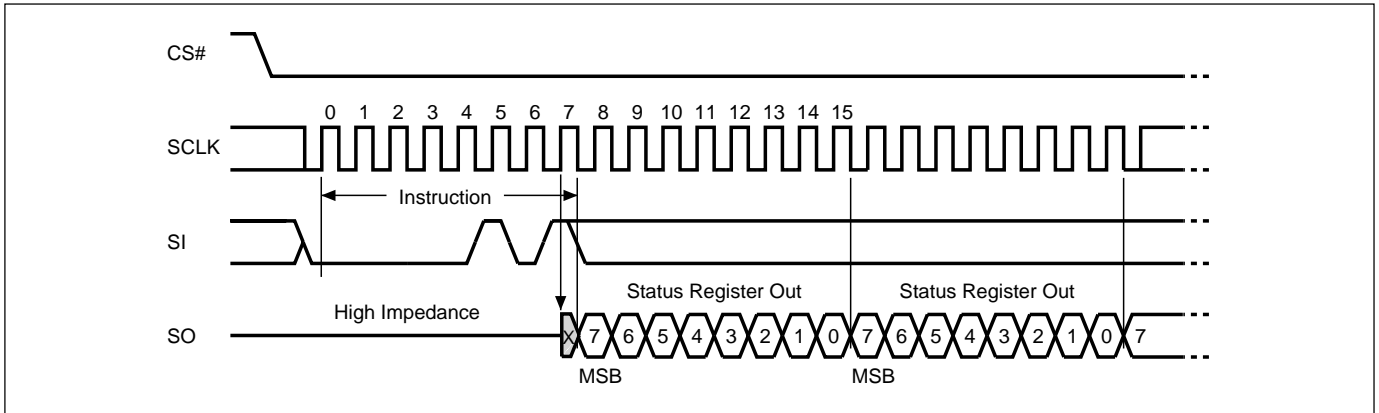 CS#
0 1 2 3 4 5 6 7 8 9 10 11 12 13 14 15
SCLK
Instruction
SI
High Impedance
Status Register Out Status Register Out
SO
X 7 6 5 4 3 2 1 0 7 6 5 4 3 2 1 0 7
MSB MSB